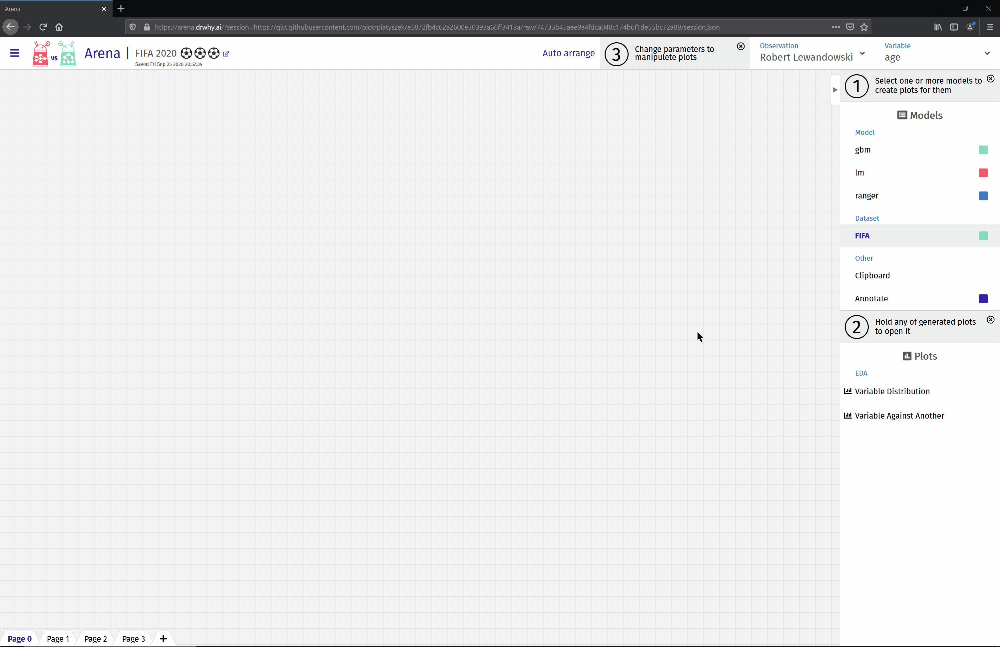 Arena
https://arena.drwhy.ai/?session=https://gist.githubusercontent.com/piotrpiatyszek/e5872fb4c62a2600e30393a66ff3413a/raw/74733b45aee9a4fdca048c174b6f1de55bc72a89/session.json
vs
Arena | FIFA 2020
Saved Fri Sep 25 2020 20:57:34
Auto arrange
3
Change parameters to
manipulete plots
Observation
Robert Lewandowski
Variable
age
1
Select one or more models to
create plots for them
Models
Model
gbm
lm
ranger
Dataset
FIFA
Other
Clipboard
Annotate
2
Hold any of generated plots
to open it
Plots
EDA
Variable Distribution
Variable Against Another
Page 0
Page 1
Page 2
Page 3
+